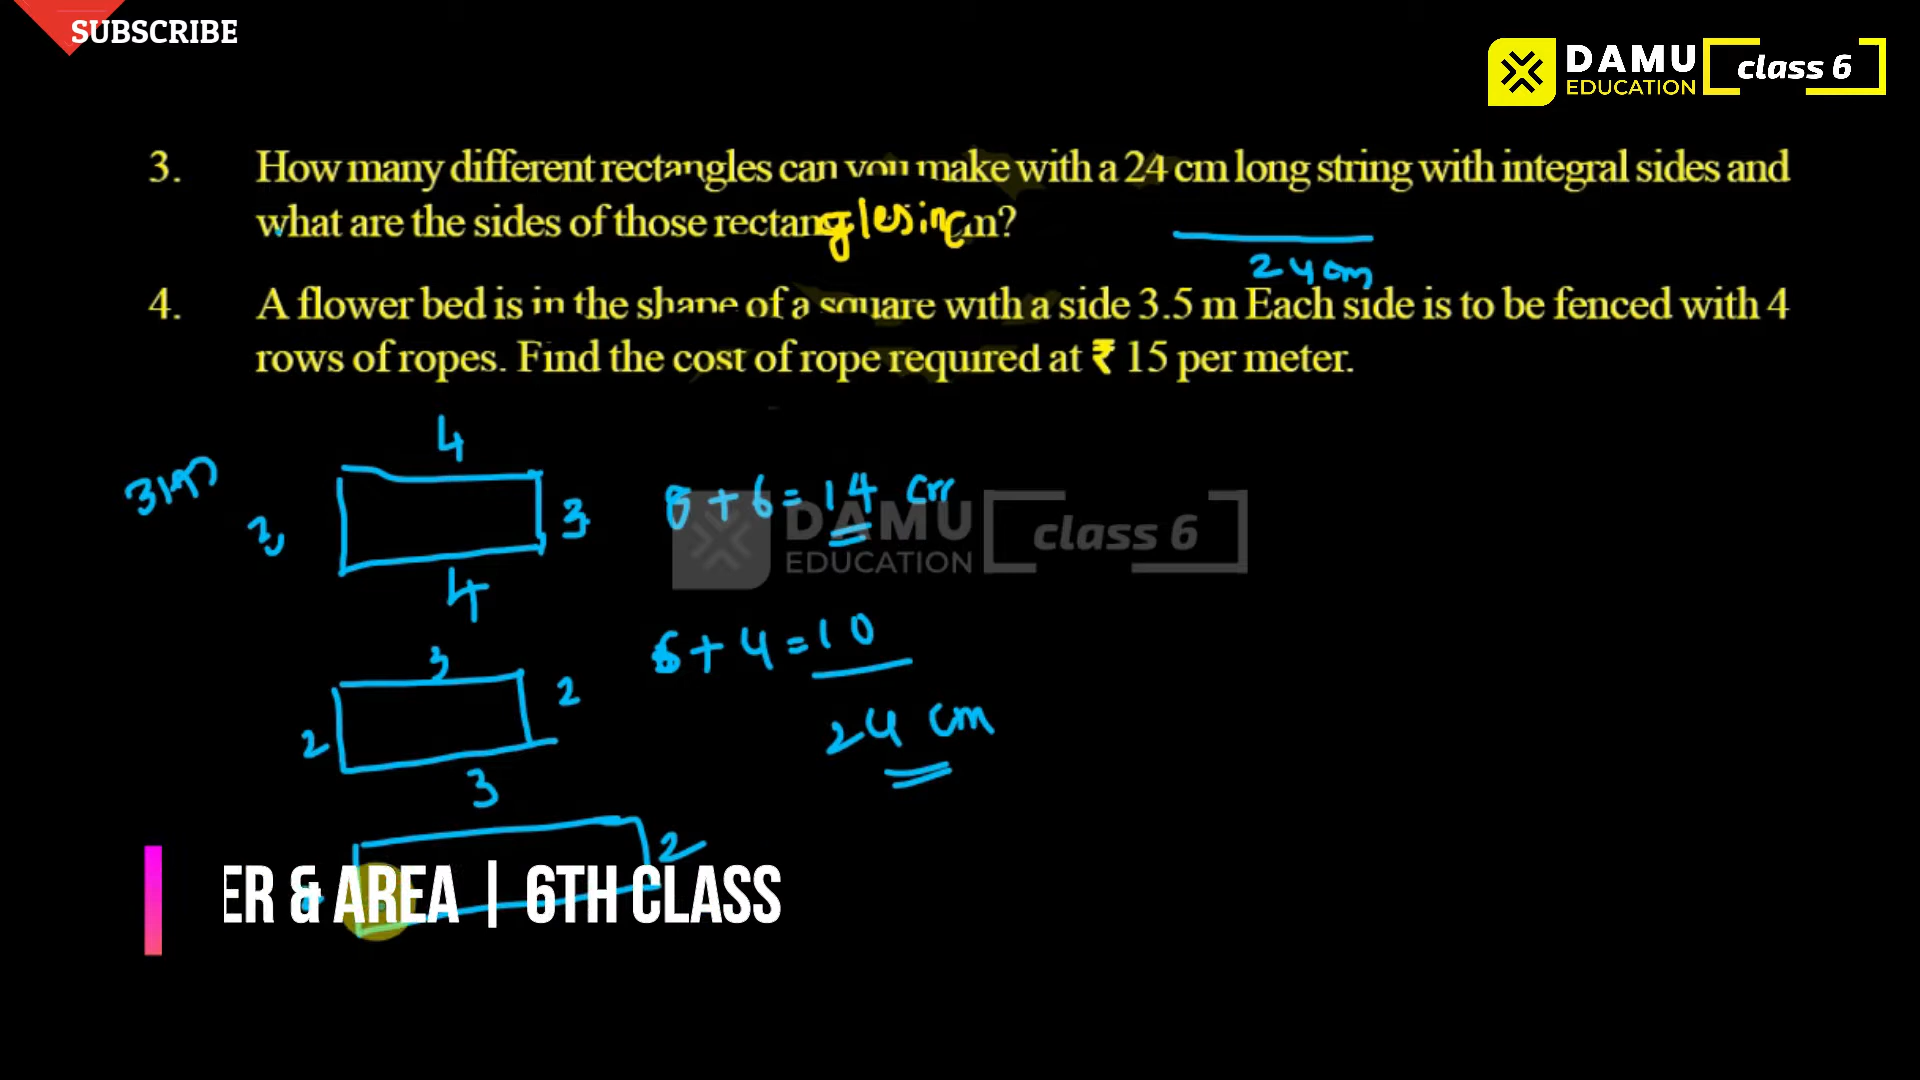 SUBSCRIBE
DAMU
EDUCATION
class 6
3. How many different rectangles can you make with a 24 cm long string with integral sides and
what are the sides of those rectangles in cm?
24 cm
4. A flower bed is in the shape of a square with a side 3.5 m Each side is to be fenced with 4
rows of ropes. Find the cost of rope required at ₹ 15 per meter.
4
3 8+6=14 cm
4
DAMU
EDUCATION
class 6
3
2 6+4=10
2
24 cm
3
2
ER & AREA | 6TH CLASS